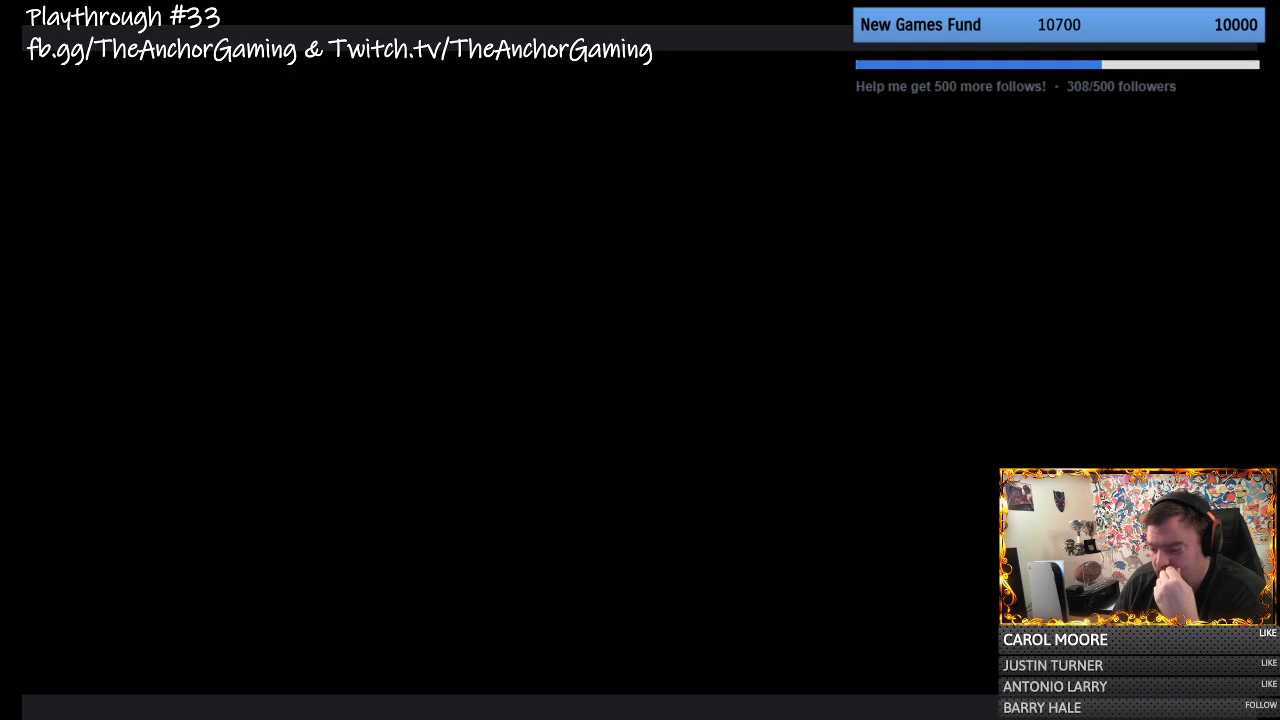 Playthrough #33
fb.gg/TheAnchorGaming & Twitch.tv/TheAnchorGaming
New Games Fund 10700 10000
Help me get 500 more follows! · 308/500 followers
CAROL MOORE LIKE
JUSTIN TURNER LIKE
ANTONIO LARRY LIKE
BARRY HALE FOLLOW